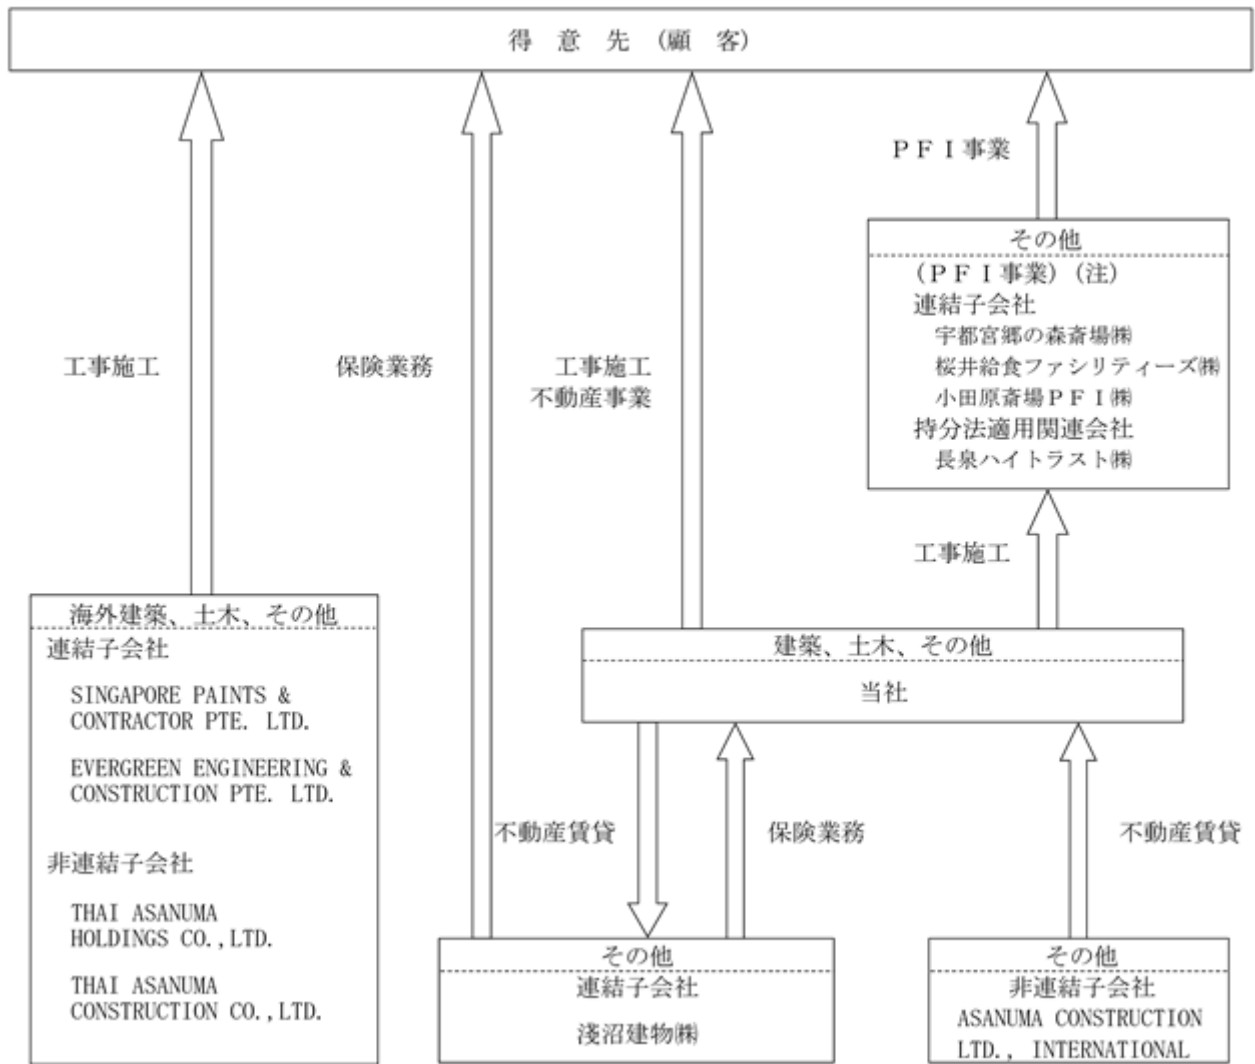 得 意 先 (顧 客)
ＰＦＩ事業
その他
(ＰＦＩ事業) (注)
連結子会社
宇都宮郷の森斎場㈱
桜井給食ファシリティーズ㈱
小田原斎場ＰＦＩ㈱
持分法適用関連会社
長泉ハイトラスト㈱
工事施工
保険業務
工事施工
不動産事業
工事施工
海外建築、土木、その他
連結子会社
SINGAPORE PAINTS &
CONTRACTOR PTE. LTD.
EVERGREEN ENGINEERING &
CONSTRUCTION PTE. LTD.
非連結子会社
THAI ASANUMA
HOLDINGS CO.,LTD.
THAI ASANUMA
CONSTRUCTION CO.,LTD.
建築、土木、その他
当社
不動産賃貸
保険業務
不動産賃貸
その他
連結子会社
淺沼建物㈱
その他
非連結子会社
ASANUMA CONSTRUCTION
LTD., INTERNATIONAL